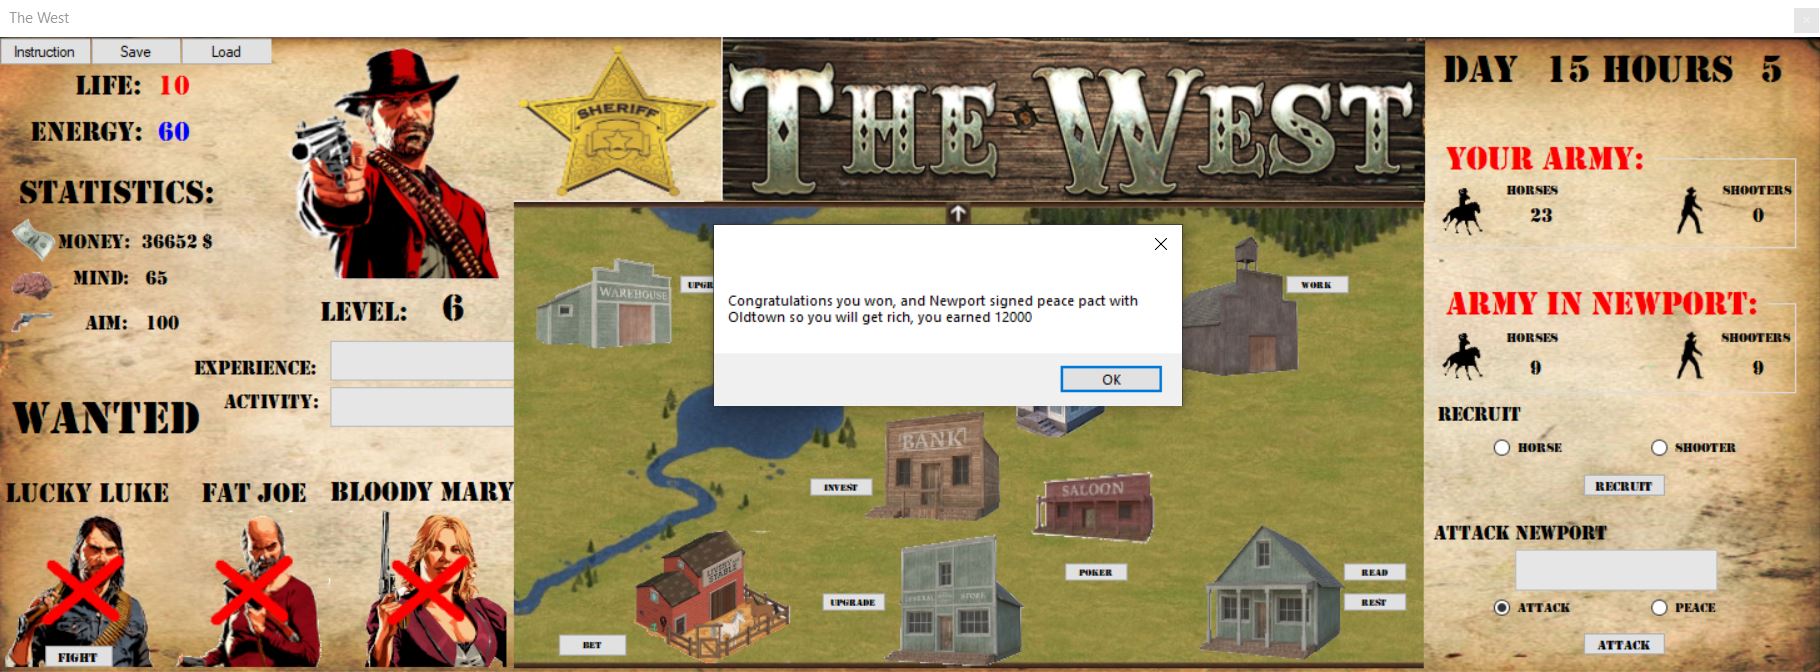 The West
Instruction Save Load
LIFE: 10
ENERGY: 60
STATISTICS:
MONEY: 36652 $
MIND: 65
AIM: 100
LEVEL: 6
EXPERIENCE:
ACTIVITY:
WANTED
LUCKY LUKE FAT JOE BLOODY MARY
FIGHT
SHERIFF
THE WEST
WAREHOUSE
WORK
Congratulations you won, and Newport signed peace pact with
Oldtown so you will get rich, you earned 12000
OK
BANK
INVEST
SALOON
POKER
LIVERY
STABLE
UPGRADE
GENERAL STORE
READ
REST
BET
DAY 15 HOURS 5
YOUR ARMY:
HORSES SHOOTERS
23 0
ARMY IN NEWPORT:
HORSES SHOOTERS
9 9
RECRUIT
HORSE SHOOTER
RECRUIT
ATTACK NEWPORT
ATTACK PEACE
ATTACK